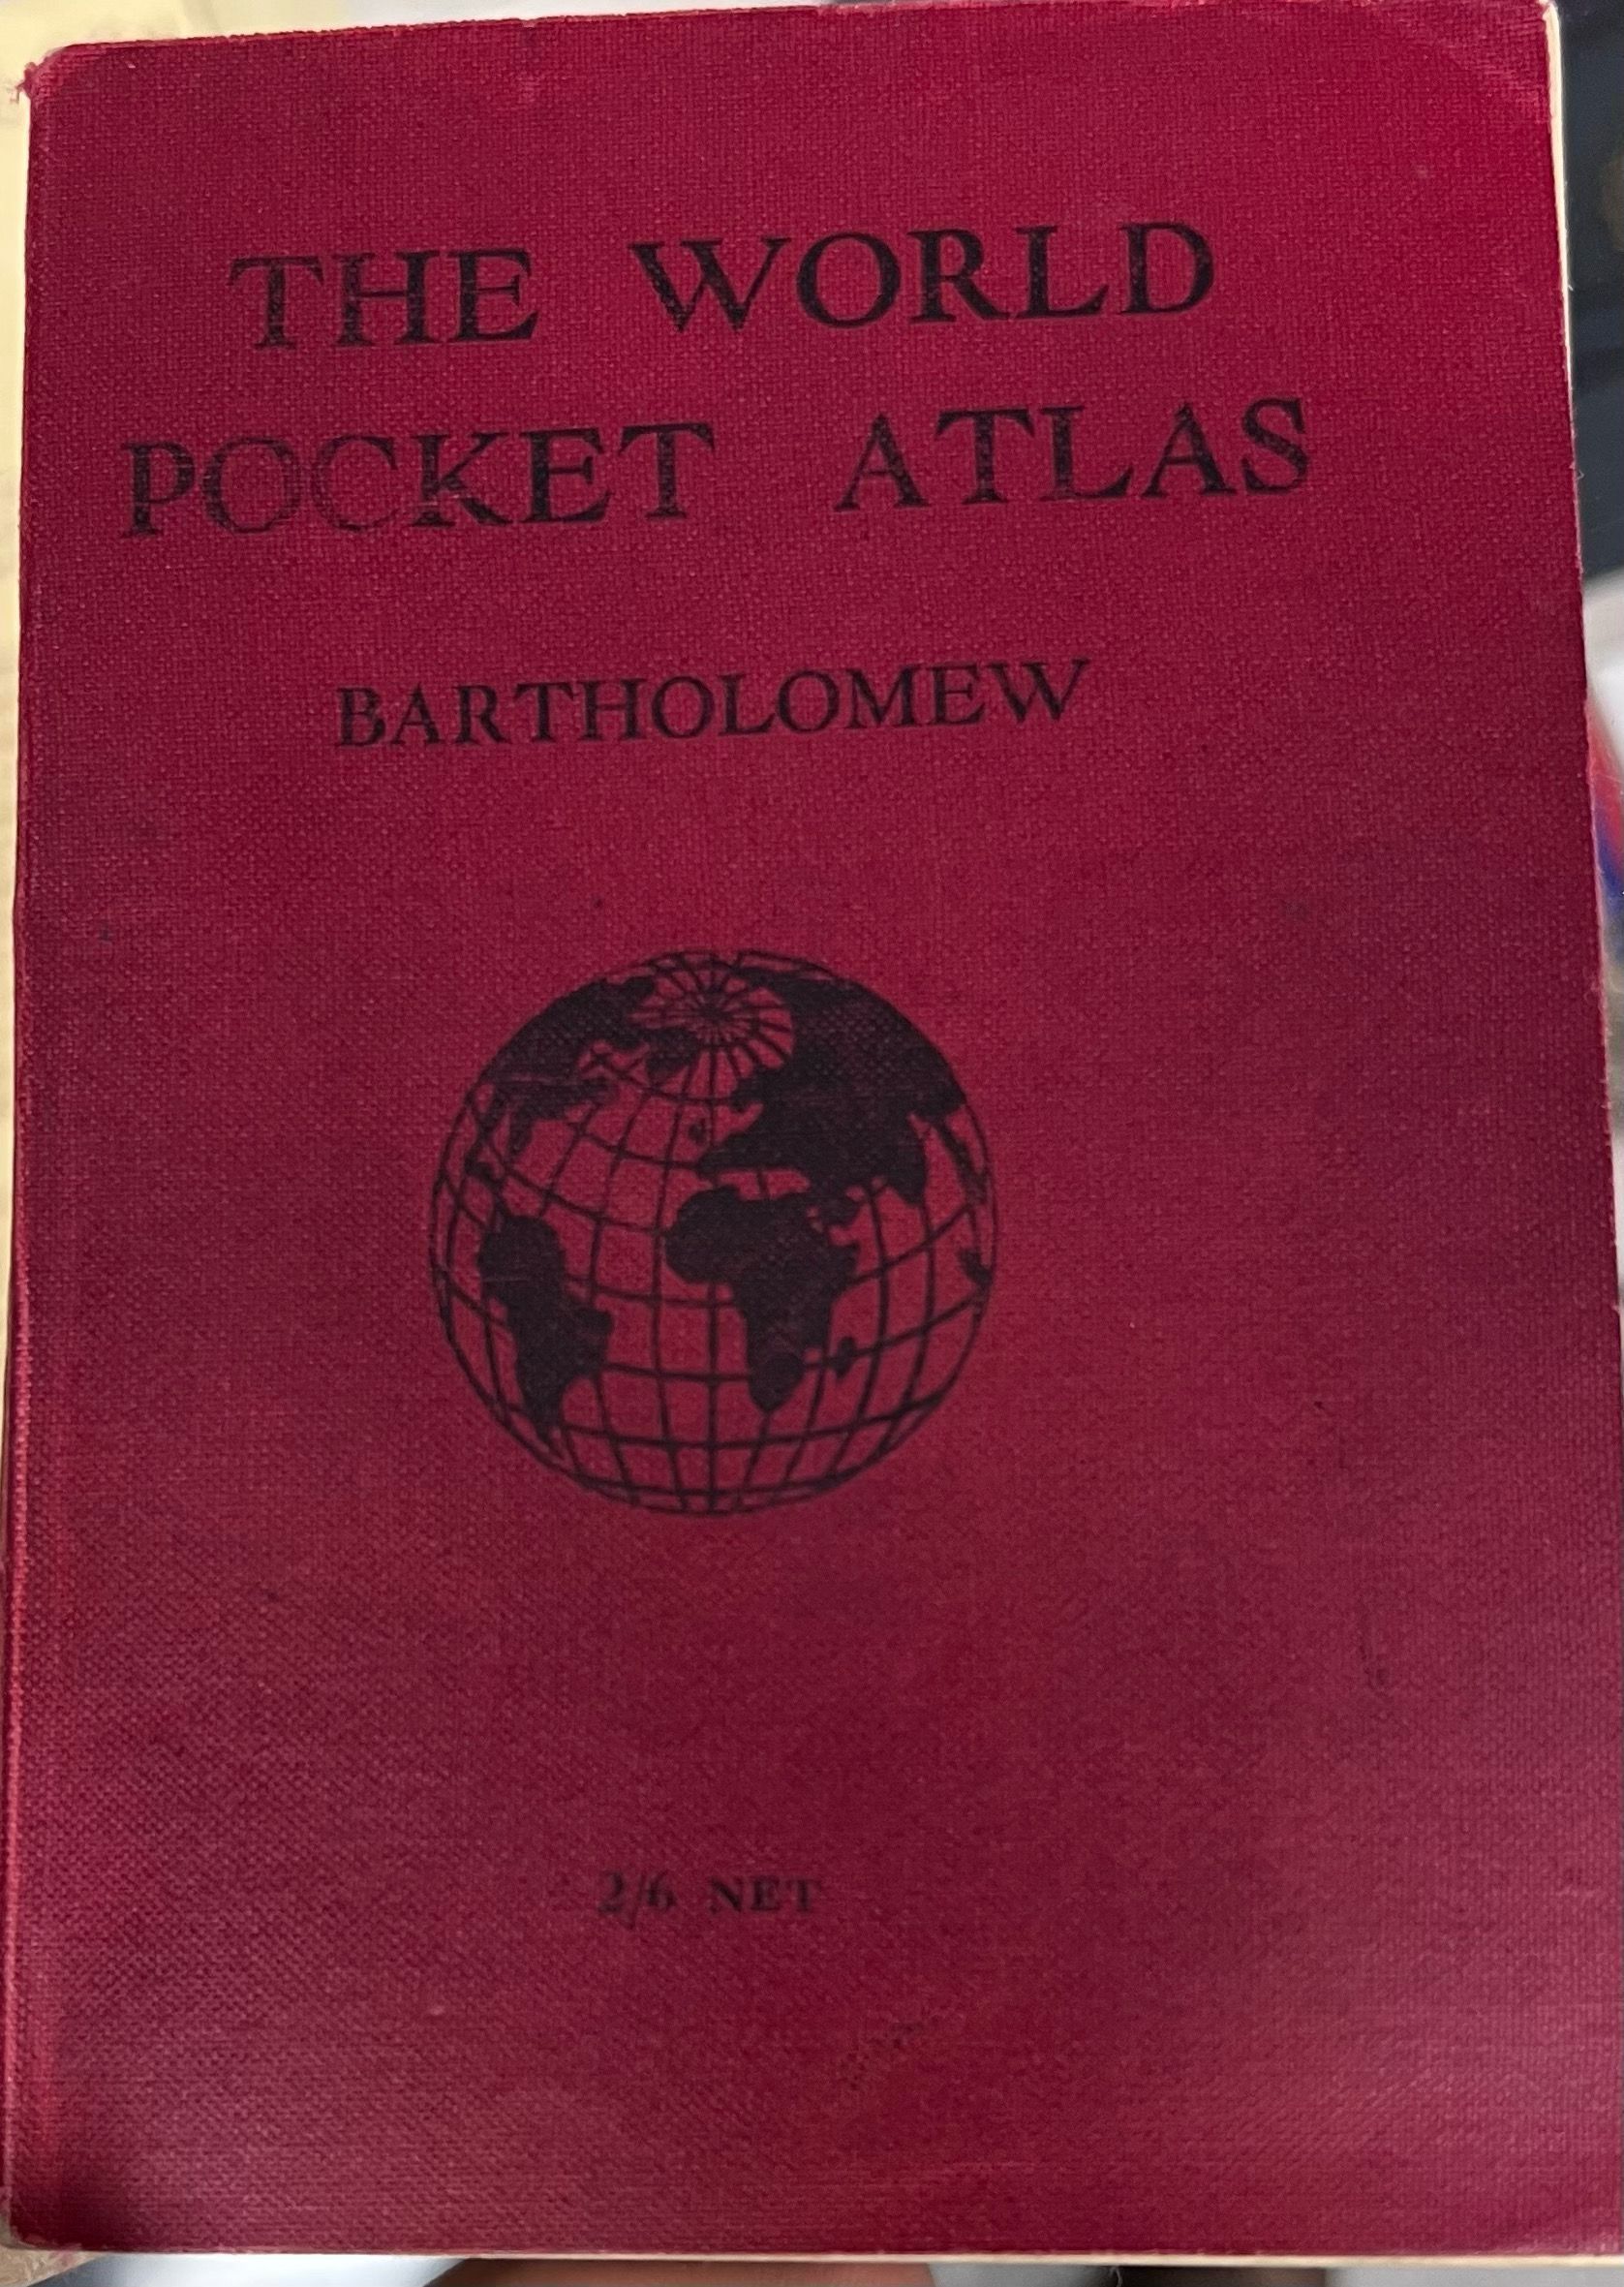 THE WORLD
POCKET ATLAS
BARTHOLOMEW
2/6 NET